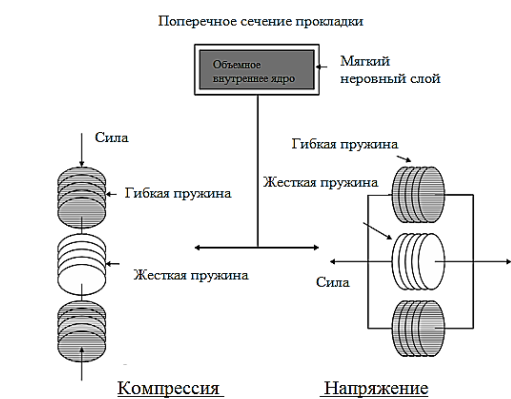 Поперечное сечение прокладки
Объемное
внутреннее ядро
Мягкий
неровный слой
Сила
Гибкая пружина
Жесткая пружина
Гибкая пружина
Жесткая пружина
Сила
Компрессия
Напряжение